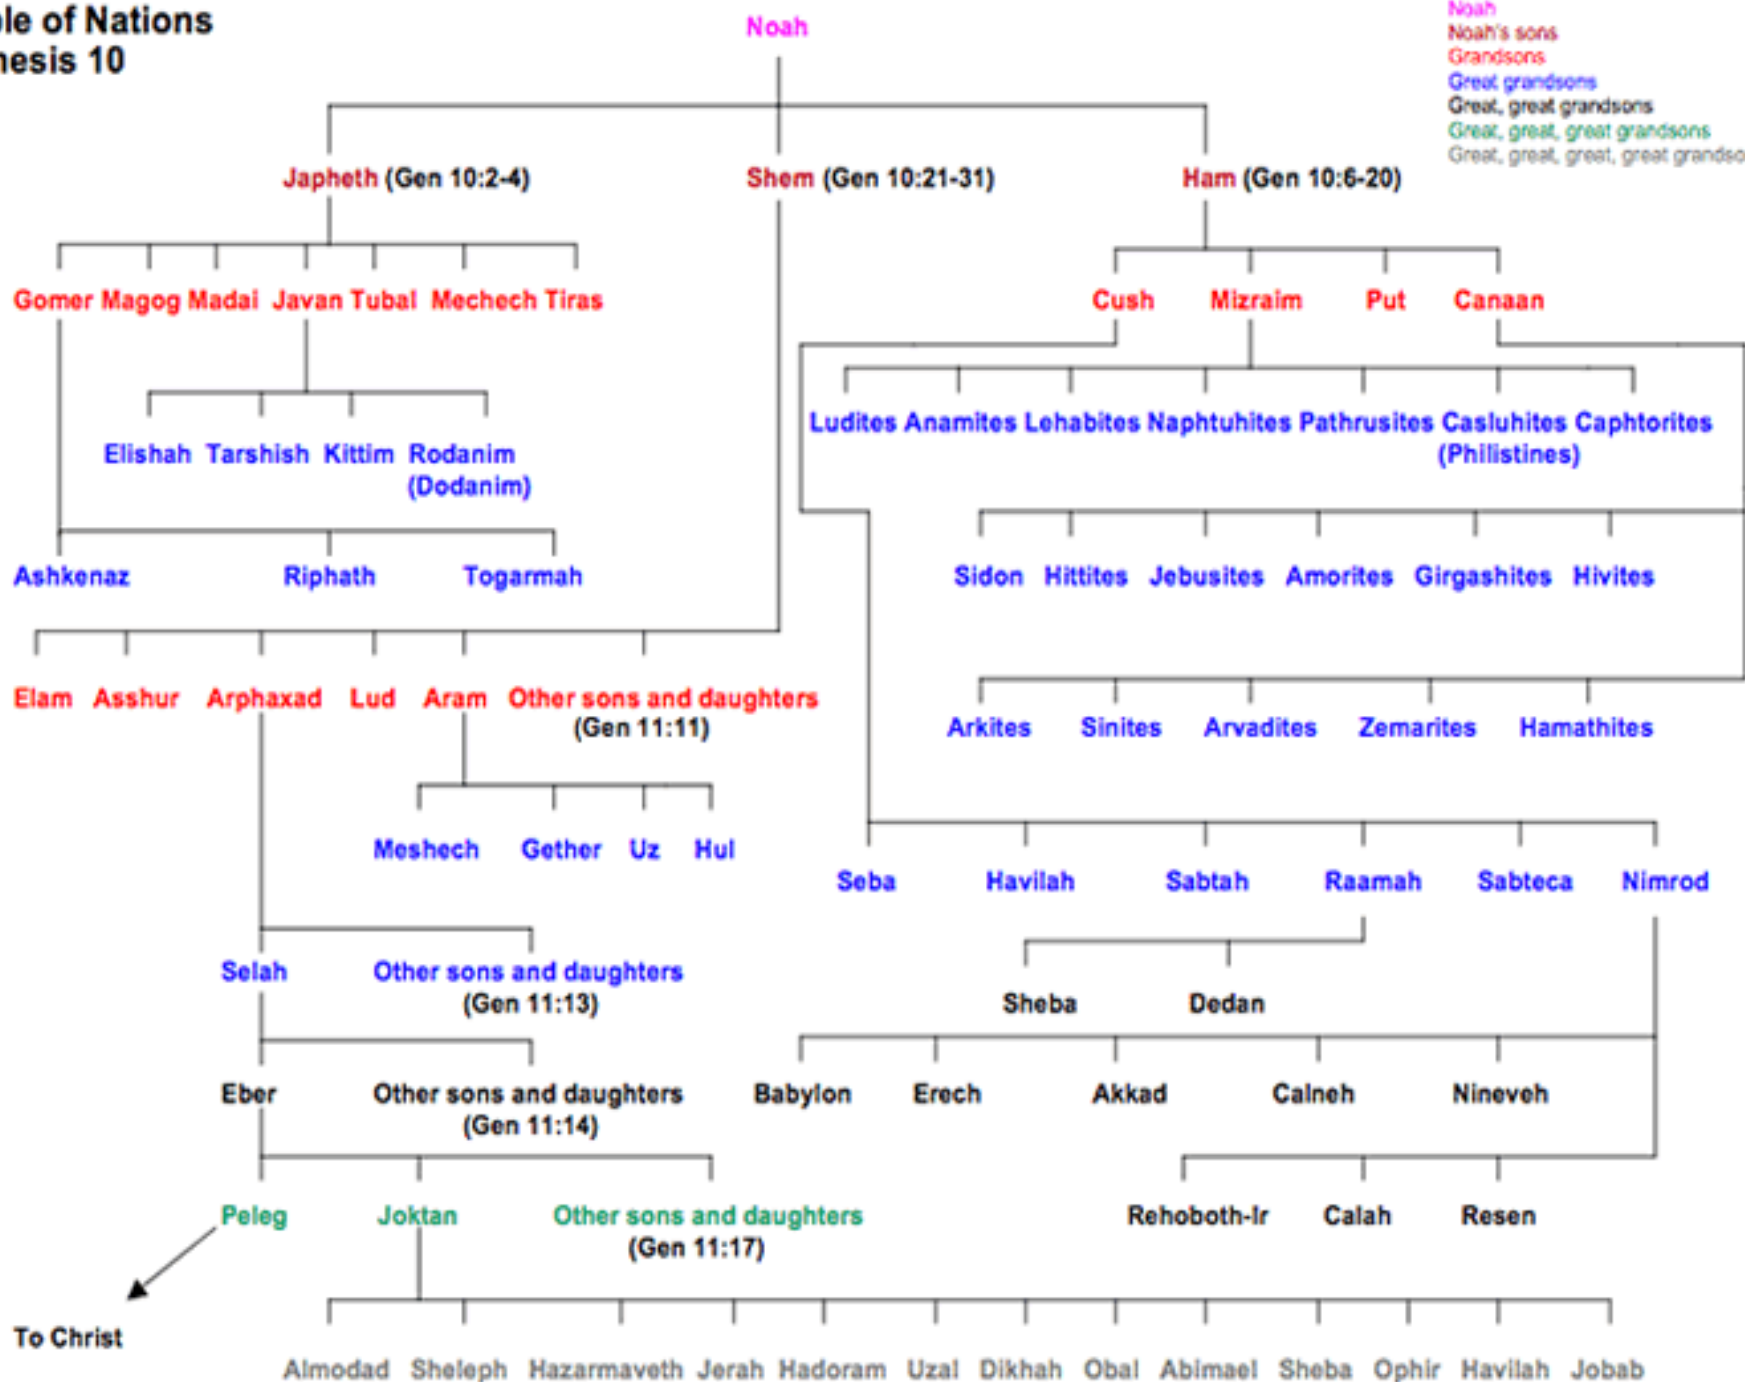 ble of Nations
nesis 10
Noah
Noah
Noah's sons
Grandsons
Great grandsons
Great, great grandsons
Great, great, great grandsons
Great, great, great, great grandso
Japheth (Gen 10:2-4)
Shem (Gen 10:21-31)
Ham (Gen 10:6-20)
Gomer Magog Madai Javan Tubal Mechech Tiras
Cush Mizraim Put Canaan
Ludites Anamites Lehabites Naphtuhites Pathrusites Casluhites Caphtorites
(Philistines)
Elishah Tarshish Kittim Rodanim
(Dodanim)
Ashkenaz Riphath Togarmah
Sidon Hittites Jebusites Amorites Girgashites Hivites
Elam Asshur Arphaxad Lud Aram Other sons and daughters
(Gen 11:11)
Arkites Sinites Arvadites Zemarites Hamathites
Meshech Gether Uz Hul
Seba Havilah Sabtah Raamah Sabteca Nimrod
Selah Other sons and daughters
(Gen 11:13)
Sheba Dedan
Eber Other sons and daughters
(Gen 11:14)
Babylon Erech Akkad Calneh Nineveh
Peleg Joktan Other sons and daughters
(Gen 11:17)
Rehoboth-Ir Calah Resen
To Christ
Almodad Sheleph Hazarmaveth Jerah Hadoram Uzal Dikhah Obal Abimael Sheba Ophir Havilah Jobab